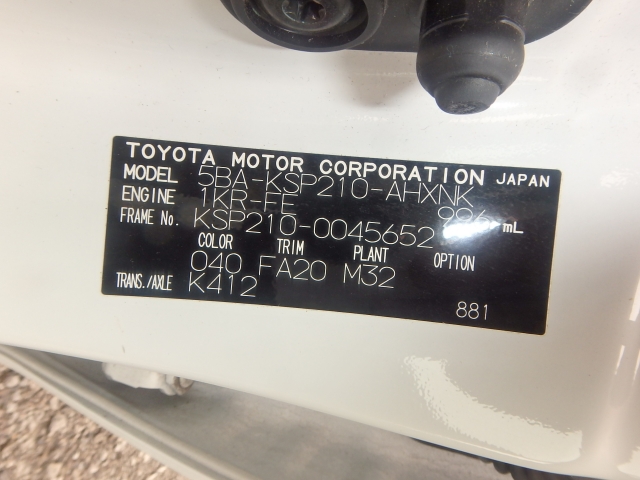 TOYOTA MOTOR CORPORATION JAPAN
MODEL 5BA-KSP210-AHXNK
ENGINE 1KR-FE 996 mL
FRAME No. KSP210-0045652
COLOR TRIM PLANT OPTION
040 FA20 M32
TRANS./AXLE K412
881